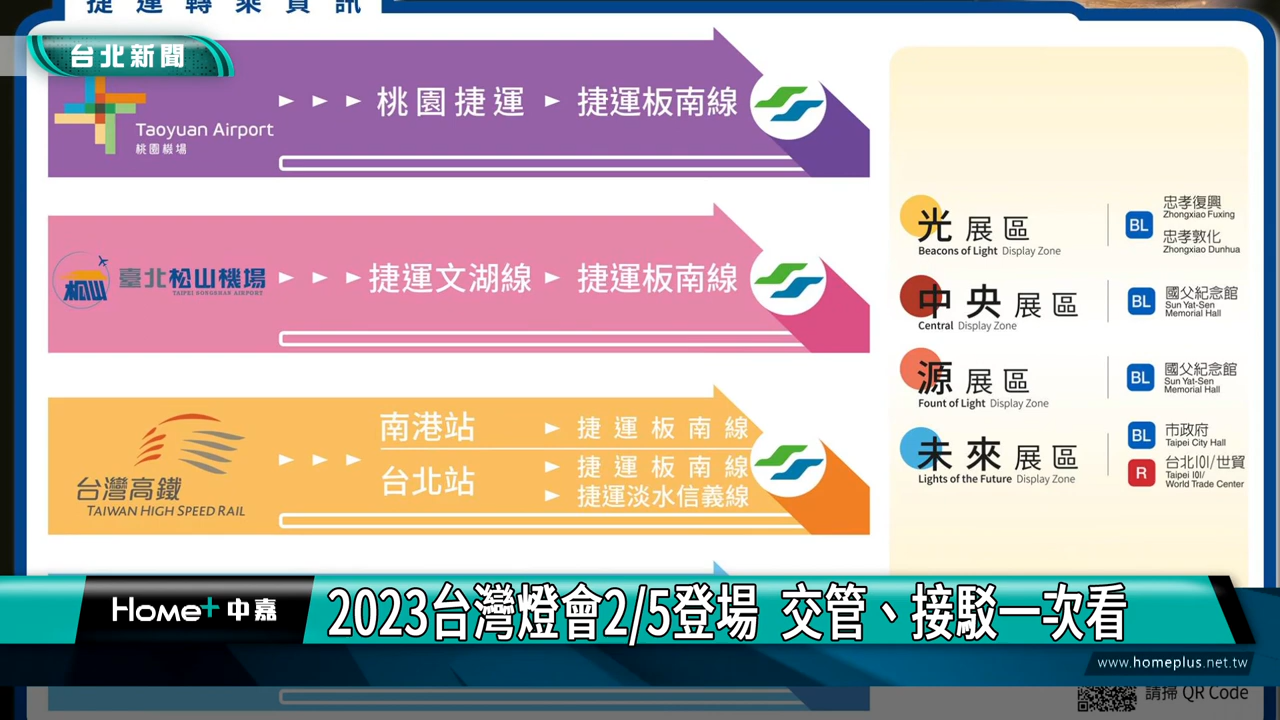 捷運轉乘資訊
台北新聞
Taoyuan Airport
桃園機場
桃園捷運
捷運板南線
臺北松山機場
TAIPEI SONGSHAN AIRPORT
捷運文湖線
捷運板南線
台灣高鐵
TAIWAN HIGH SPEED RAIL
南港站
捷運板南線
台北站
捷運板南線
捷運淡水信義線
光展區
Beacons of Light Display Zone
BL
忠孝復興
Zhongxiao Fuxing
忠孝敦化
Zhongxiao Dunhua
中央展區
Central Display Zone
BL
國父紀念館
Sun Yat-Sen
Memorial Hall
源展區
Fount of Light Display Zone
BL
國父紀念館
Sun Yat-Sen
Memorial Hall
未來展區
Lights of the Future Display Zone
BL
市政府
Taipei City Hall
R
台北101/世貿
Taipei 101/
World Trade Center
Home+中嘉
2023台灣燈會2/5登場 交管、接駁一次看
www.homeplus.net.tw
請掃 QR Code